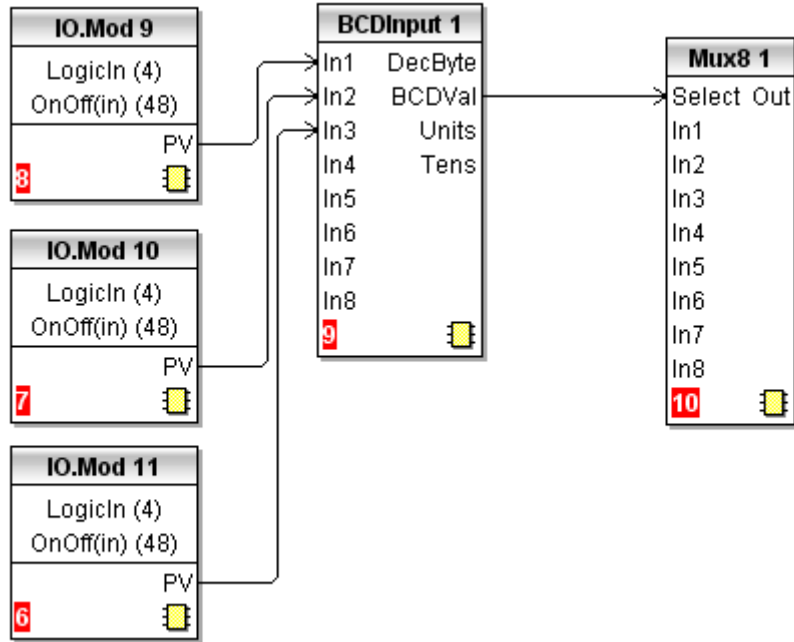 IO.Mod 9
LogicIn (4)
OnOff(in) (48)
PV
8
IO.Mod 10
LogicIn (4)
OnOff(in) (48)
PV
7
IO.Mod 11
LogicIn (4)
OnOff(in) (48)
PV
6
BCDInput 1
In1 DecByte
In2 BCDVal
In3 Units
In4 Tens
In5
In6
In7
In8
9
Mux8 1
Select Out
In1
In2
In3
In4
In5
In6
In7
In8
10